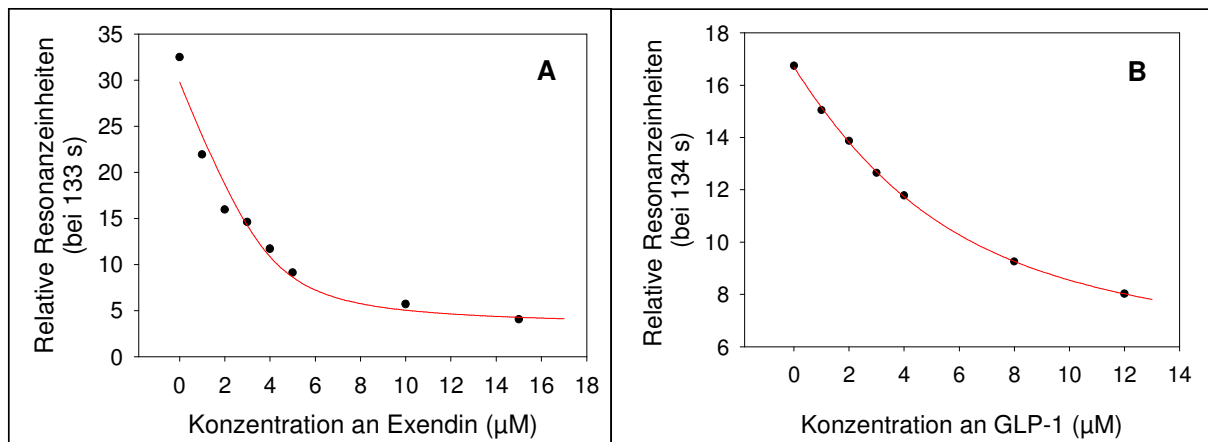 Relative Resonanzeinheiten
(bei 133 s)
35
30
25
20
15
10
5
0
A
0 2 4 6 8 10 12 14 16 18
Konzentration an Exendin (µM)
Relative Resonanzeinheiten
(bei 134 s)
18
16
14
12
10
8
6
B
0 2 4 6 8 10 12 14
Konzentration an GLP-1 (µM)